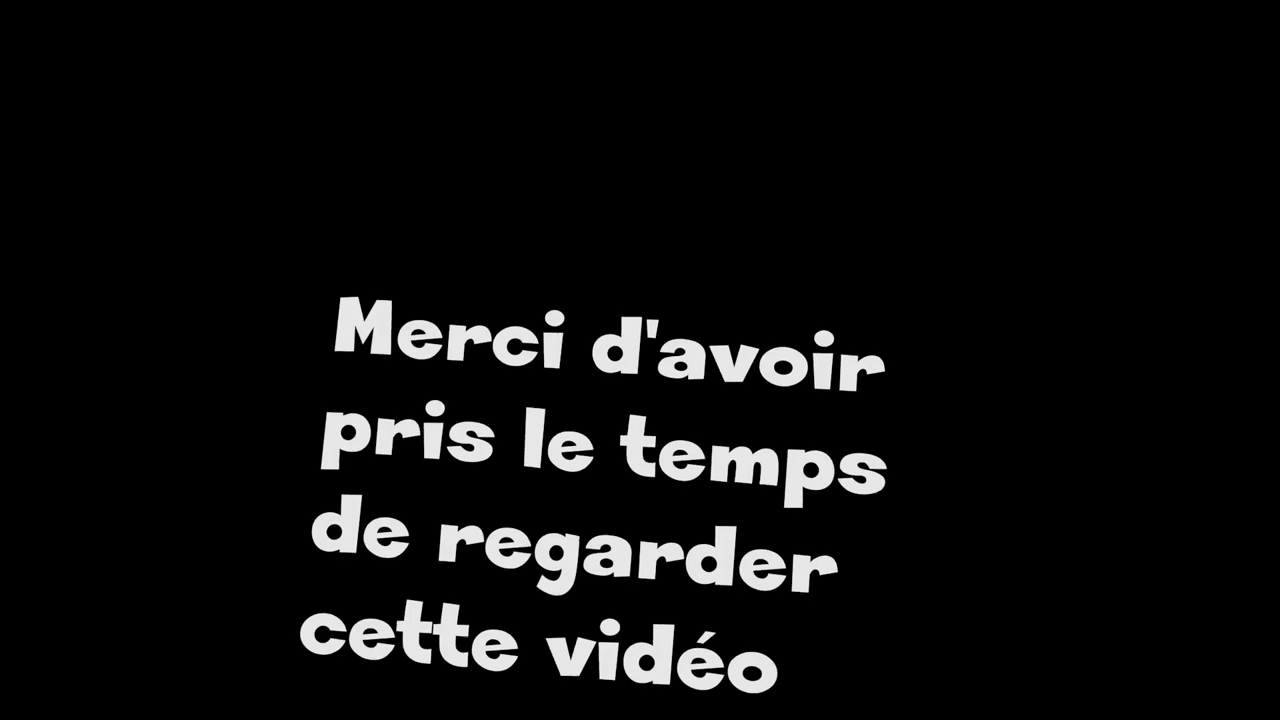 Merci d'avoir
pris le temps
de regarder
cette vidéo